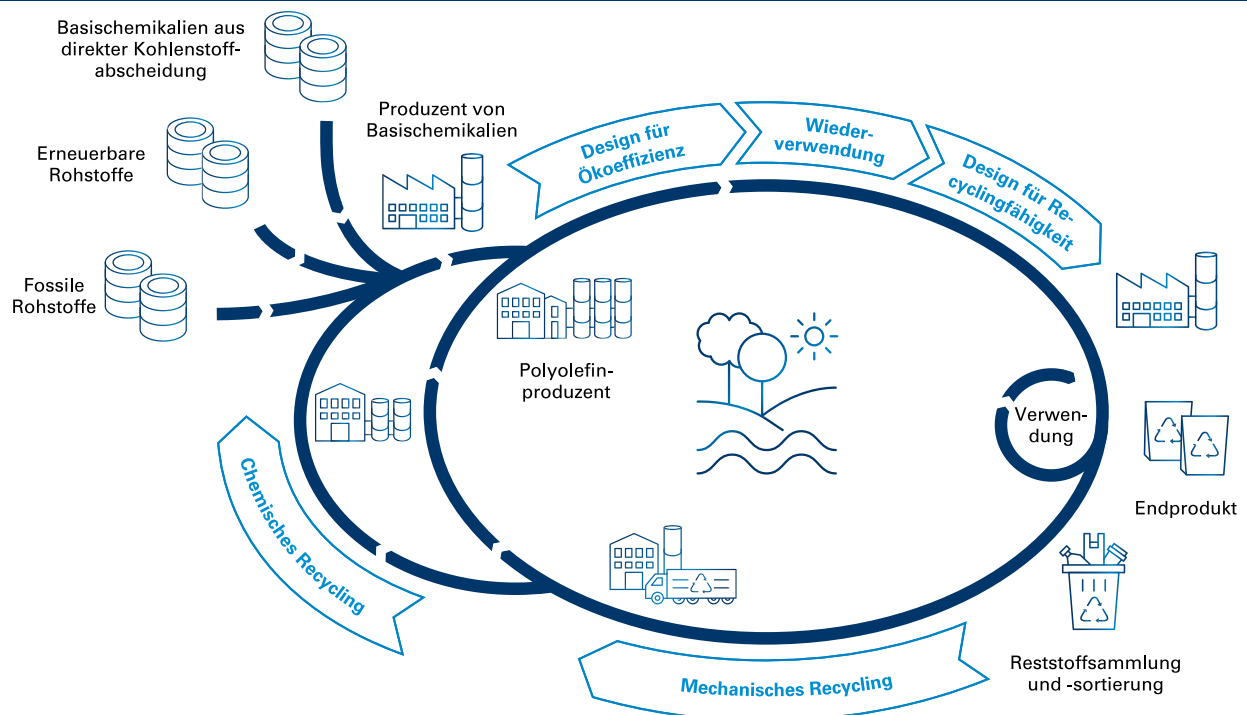 Basischemikalien aus
direkter Kohlenstoff-
abscheidung
Erneuerbare
Rohstoffe
Fossile
Rohstoffe
Produzent von
Basischemikalien
Design für
Ökoeffizienz
Wieder-
verwendung
Design für Re-
cyclingfähigkeit
Polyolefin-
produzent
Verwen-
dung
Endprodukt
Reststoffsammlung
und -sortierung
Mechanisches Recycling
Chemisches Recycling